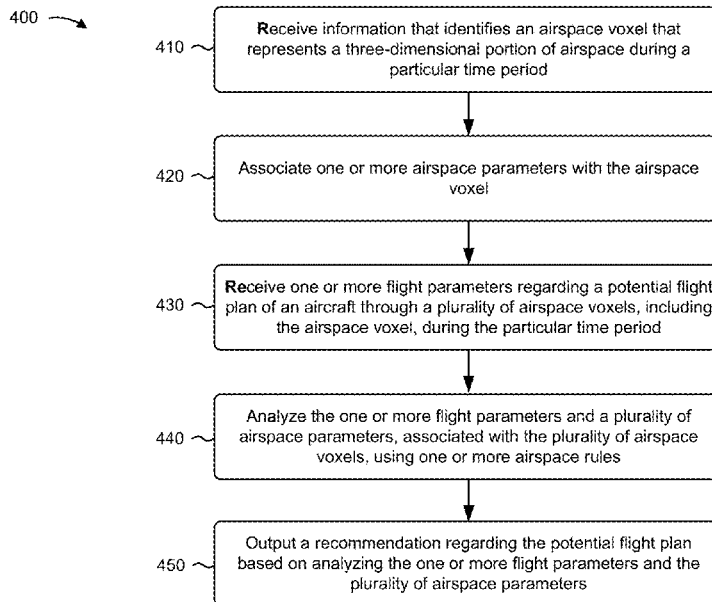 400
410
Receive information that identifies an airspace voxel that
represents a three-dimensional portion of airspace during a
particular time period
420
Associate one or more airspace parameters with the airspace
voxel
430
Receive one or more flight parameters regarding a potential flight
plan of an aircraft through a plurality of airspace voxels, including
the airspace voxel, during the particular time period
440
Analyze the one or more flight parameters and a plurality of
airspace parameters, associated with the plurality of airspace
voxels, using one or more airspace rules
450
Output a recommendation regarding the potential flight plan
based on analyzing the one or more flight parameters and the
plurality of airspace parameters